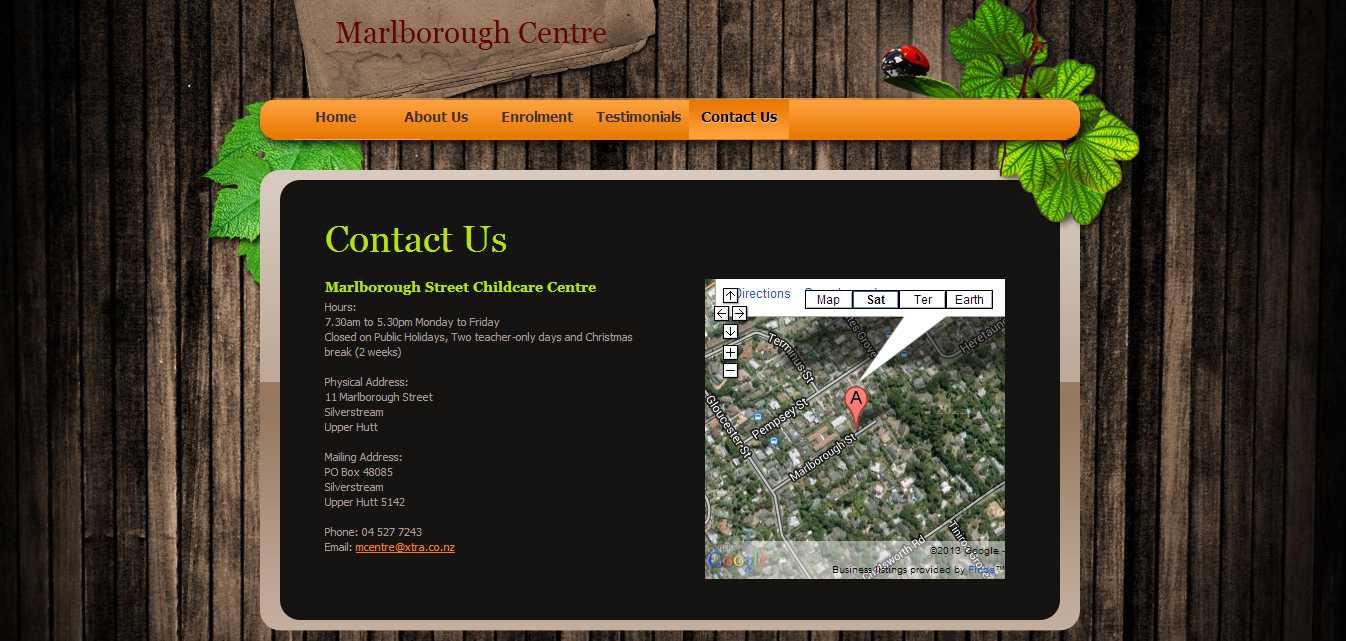 Marlborough Centre
Home
About Us
Enrolment
Testimonials
Contact Us
Contact Us
Marlborough Street Childcare Centre
Hours:
7.30am to 5.30pm Monday to Friday
Closed on Public Holidays, Two teacher-only days and Christmas
break (2 weeks)
Physical Address:
11 Marlborough Street
Silverstream
Upper Hutt
Mailing Address:
PO Box 48085
Silverstream
Upper Hutt 5142
Phone: 04 527 7243
Email: mcentre@xtra.co.nz
Directions
Map
Sat
Ter
Earth
Terminus St
Gloucester St
Pempsey St
A
Marlborough St
Google
©2013 Google -
Business listings provided by